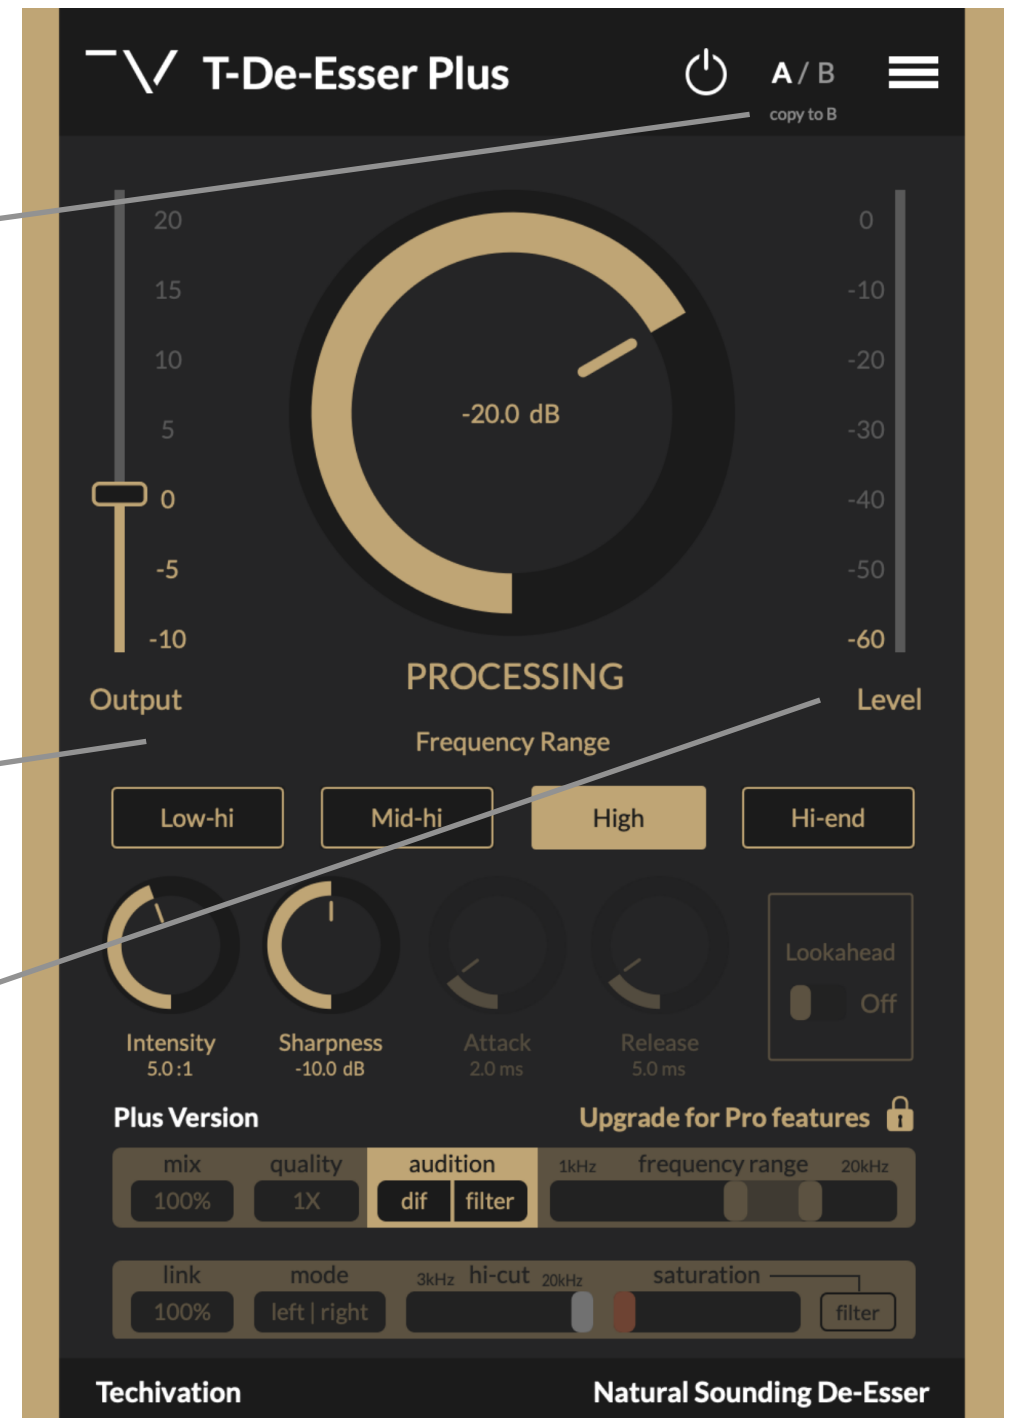 T-De-Esser Plus
A / B
copy to B
20
15
10
5
0
-5
-10
Output
-20.0 dB
PROCESSING
0
-10
-20
-30
-40
-50
-60
Level
Frequency Range
Low-hi Mid-hi High Hi-end
Intensity
5.0 :1
Sharpness
-10.0 dB
Attack
2.0 ms
Release
5.0 ms
Lookahead
Off
Plus Version Upgrade for Pro features
mix quality audition 1kHz frequency range 20kHz
100% 1X dif filter
link mode 3kHz hi-cut 20kHz saturation
100% left | right filter
Techivation Natural Sounding De-Esser